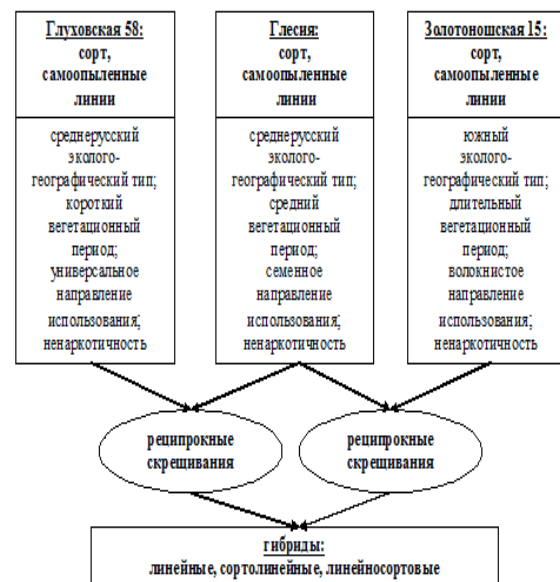 Глуховская 58:
сорт,
самоопыленные
линии
среднерусский
эколого-
географический тип;
короткий
вегетационный
период;
универсальное
направление
использования;
ненаркотичность
Глесия:
сорт,
самоопыленные
линии
среднерусский
эколого-
географический тип;
средний
вегетационный
период;
семенное
направление
использования;
ненаркотичность
Золотоношская 15:
сорт,
самоопыленные
линии
южный
эколого-
географический тип;
длительный
вегетационный
период;
волокнистое
направление
использования;
ненаркотичность
реципрокные
скрещивания
реципрокные
скрещивания
гибриды:
линейные, сортолинейные, линейносортовые